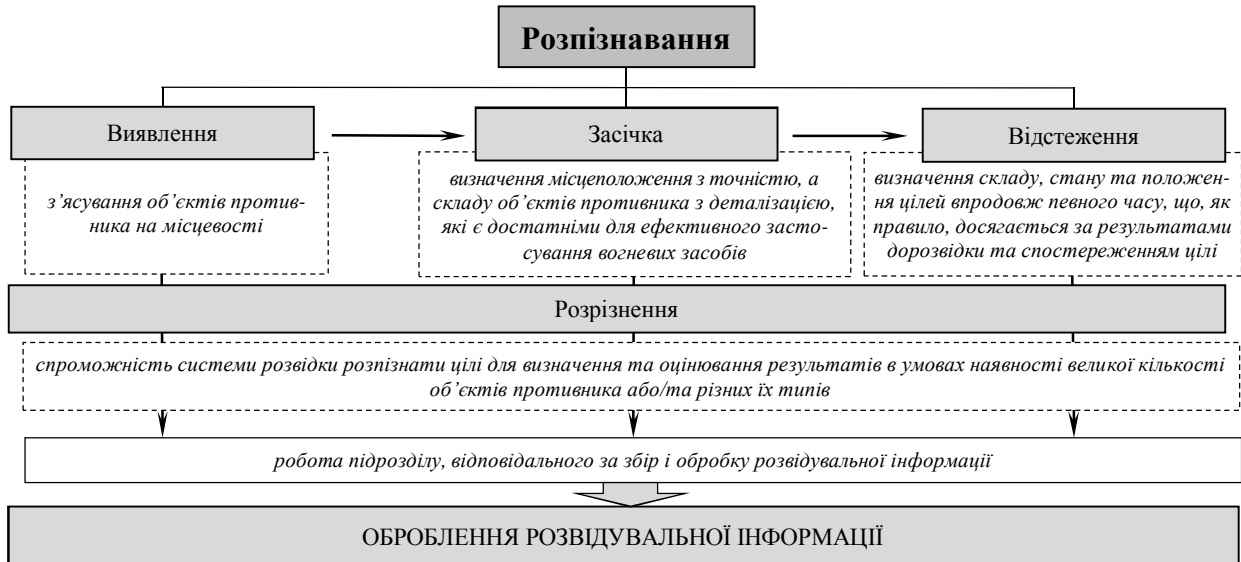 Розпізнавання
Виявлення
Засічка
Відстеження
з’ясування об’єктів против-
ника на місцевості
визначення місцеположення з точністю, а
складу об’єктів противника з деталізацією,
які є достатніми для ефективного засто-
сування вогневих засобів
визначення складу, стану та положен-
ня цілей впродовж певного часу, що, як
правило, досягається за результатами
дорозвідки та спостереженням цілі
Розрізнення
спроможність системи розвідки розпізнати цілі для визначення та оцінювання результатів в умовах наявності великої кількості
об’єктів противника або/та різних їх типів
робота підрозділу, відповідального за збір і обробку розвідувальної інформації
ОБРОБЛЕННЯ РОЗВІДУВАЛЬНОЇ ІНФОРМАЦІЇ